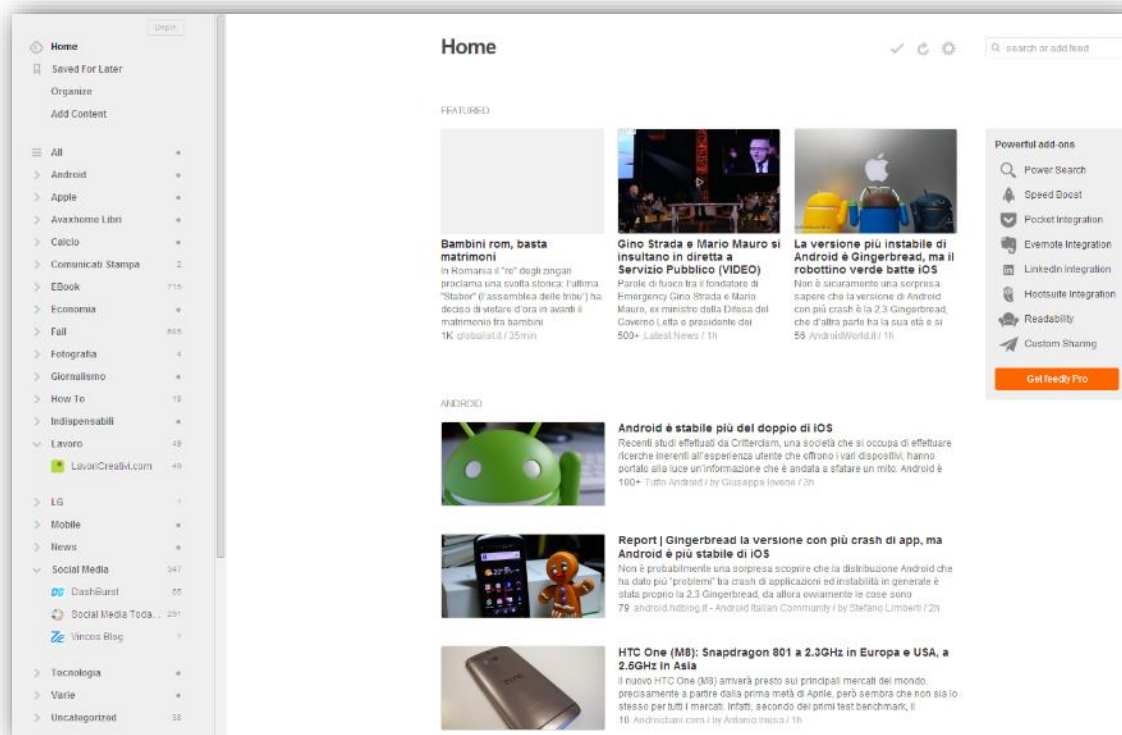 Unpin
Home
Saved For Later
Organize
Add Content
All
Android
Apple
Avaxhome Libri
Calcio
Comunicati Stampa 2
EBook
Economia
Fail
Fotografia 4
Giornalismo
How To
Indispensabili
Lavoro 49
LavoriCreativi.com 49
LG 1
Mobile
News
Social Media 347
DashBurst 55
Social Media Toda... 291
Vincos Blog 1
Tecnologia
Varie
Uncategorized
Home
search or add feed
FEATURED
Bambini rom, basta
matrimoni
In Romania il "re" degli zingari
proclama una svolta storica: l'ultima
"Stabor" (l'assemblea delle tribu') ha
deciso di vietare d'ora in avanti il
matrimonio fra bambini
1K globalist.it / 35min
Gino Strada e Mario Mauro si
insultano in diretta a
Servizio Pubblico (VIDEO)
Parole di fuoco tra il fondatore di
Emergency Gino Strada e Mario
Mauro, ex ministro della Difesa del
Governo Letta e presidente dei
500+ Latest News / 1h
La versione più instabile di
Android è Gingerbread, ma il
robottino verde batte iOS
Non è sicuramente una sorpresa
sapere che la versione di Android
con più crash è la 2.3 Gingerbread,
che d'altra parte ha la sua età e si
56 AndroidWorld.it / 1h
Powerful add-ons
Power Search
Speed Boost
Pocket Integration
Evernote Integration
LinkedIn Integration
Hootsuite Integration
Readability
Custom Sharing
Get feedly Pro
ANDROID
Android è stabile più del doppio di iOS
Recenti studi effettuati da Crittercism, una società che si occupa di effettuare
ricerche inerenti all'esperienza utente che offrono i vari dispositivi, hanno
portato alla luce un'informazione che è andata a sfatare un mito. Android è
100+ Tutto Android / by Giuseppe Iovene / 3h
Report | Gingerbread la versione con più crash di app, ma
Android è più stabile di iOS
Non è probabilmente una sorpresa scoprire che la distribuzione Android che
ha dato più "problemi" tra crash di applicazioni ed instabilità in generale è
stata proprio la 2.3 Gingerbread, da allora ovviamente le cose sono
79 android.hdblog.it - Android Italian Community / by Stefano Limberti / 2h
HTC One (M8): Snapdragon 801 a 2.3GHz in Europa e USA, a
2.5GHz in Asia
Il nuovo HTC One (M8) arriverà presto sui principali mercati del mondo,
precisamente a partire dalla prima metà di Aprile, però sembra che non sia lo
stesso per tutti i mercati. Infatti, secondo dei primi test benchmark, il
10 Androidiani.com / by Antonio / 1h